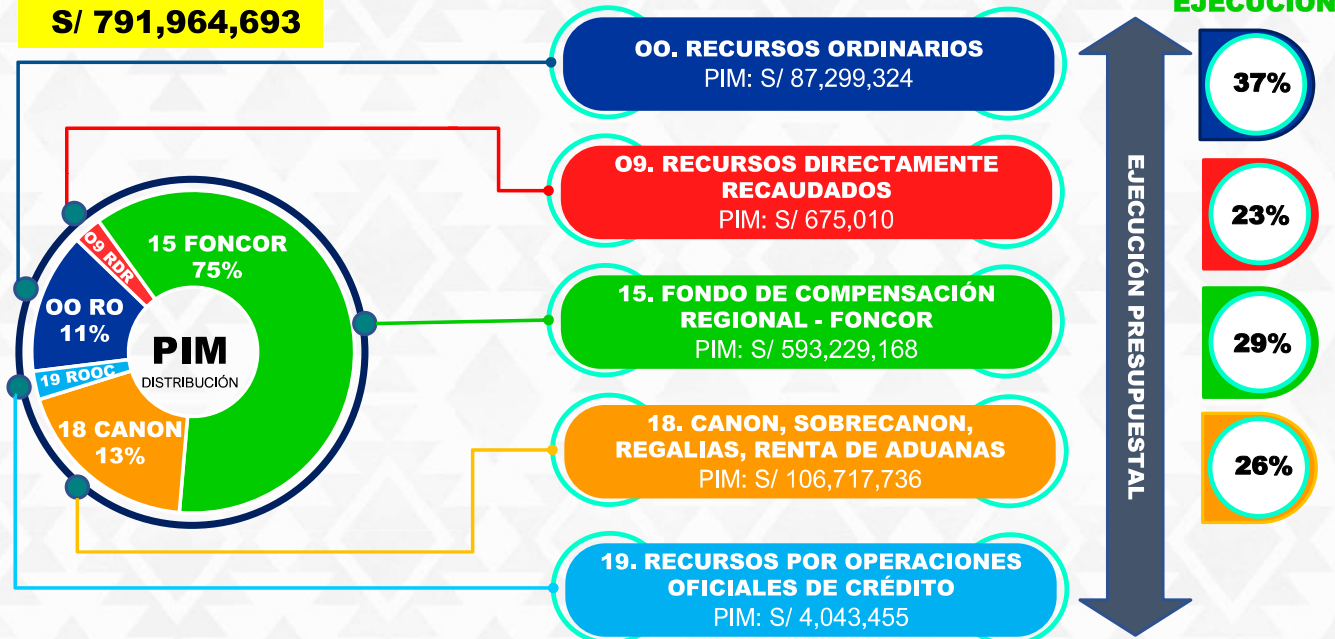 S/ 791,964,693
EJECUCIÓN
OO. RECURSOS ORDINARIOS
PIM: S/ 87,299,324
37%
O9. RECURSOS DIRECTAMENTE
RECAUDADOS
PIM: S/ 675,010
23%
15. FONDO DE COMPENSACIÓN
REGIONAL - FONCOR
PIM: S/ 593,229,168
29%
18. CANON, SOBRECANON,
REGALIAS, RENTA DE ADUANAS
PIM: S/ 106,717,736
26%
19. RECURSOS POR OPERACIONES
OFICIALES DE CRÉDITO
PIM: S/ 4,043,455
EJECUCIÓN PRESUPUESTAL
15 FONCOR
75%
O9 RDR
OO RO
11%
19 ROOC
18 CANON
13%
PIM
DISTRIBUCIÓN